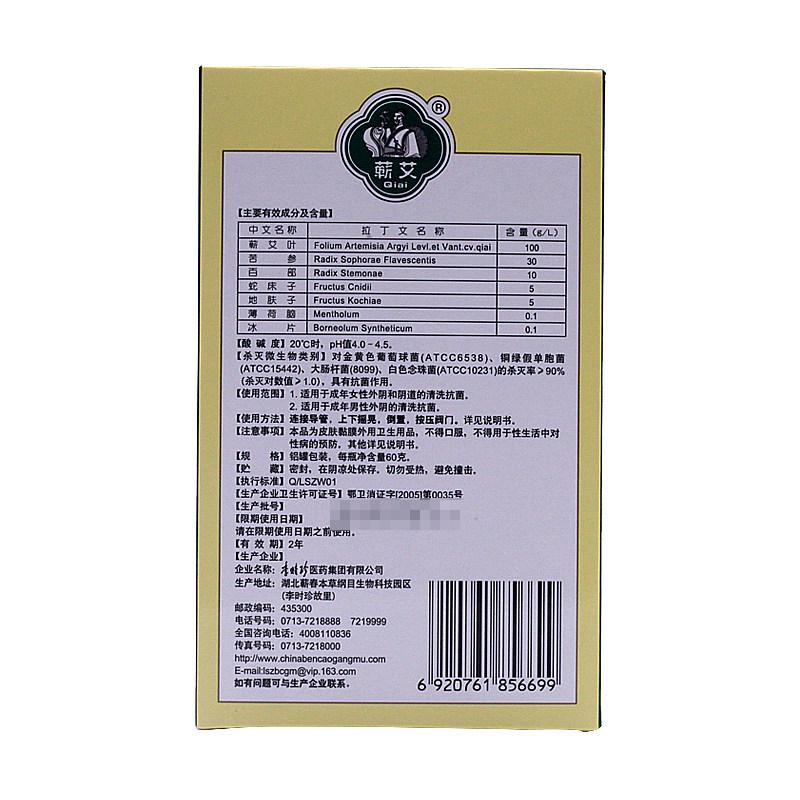 ®
蕲艾
Qiai
【主要有效成分及含量】
中文名称 拉丁文名称 含量(g/L)
蕲艾叶 Folium Artemisia Argyi Levl.et Vant.cv.qiai 100
苦参 Radix Sophorae Flavescentis 30
百部 Radix Stemonae 10
蛇床子 Fructus Cnidii 5
地肤子 Fructus Kochiae 5
薄荷脑 Mentholum 0.1
冰片 Borneolum Syntheticum 0.1
【酸碱度】20℃时，pH值4.0－4.5。
【杀灭微生物类别】对金黄色葡萄球菌(ATCC6538)、铜绿假单胞菌
(ATCC15442)、大肠杆菌(8099)、白色念珠菌(ATCC10231)的杀灭率＞90%
(杀灭对数值＞1.0)，具有抗菌作用。
【使用范围】1. 适用于成年女性外阴和阴道的清洗抗菌。
2. 适用于成年男性外阴的清洗抗菌。
【使用方法】连接导管，上下摇晃，倒置，按压阀门。详见说明书。
【注意事项】本品为皮肤黏膜外用卫生用品，不得口服，不得用于性生活中对
性病的预防。其他详见说明书。
【规格】铝罐包装，每瓶净含量60克。
【贮藏】密封，在阴凉处保存。切勿受热，避免撞击。
【执行标准】Q/LSZW01
【生产企业卫生许可证号】鄂卫消证字[2005]第0035号
【生产批号】
【限期使用日期】
请在限期使用日期之前使用。
【有效期】2年
【生产企业】
企业名称：李时珍医药集团有限公司
生产地址：湖北蕲春本草纲目生物科技园区
(李时珍故里)
邮政编码：435300
电话号码：0713-7218888 7219999
全国咨询电话：4008110836
传真号码：0713-7218000
http://www.chinabencaogangmu.com
E-mail:lszbcgm@vip.163.com
如有问题可与生产企业联系。
6 920761 856699